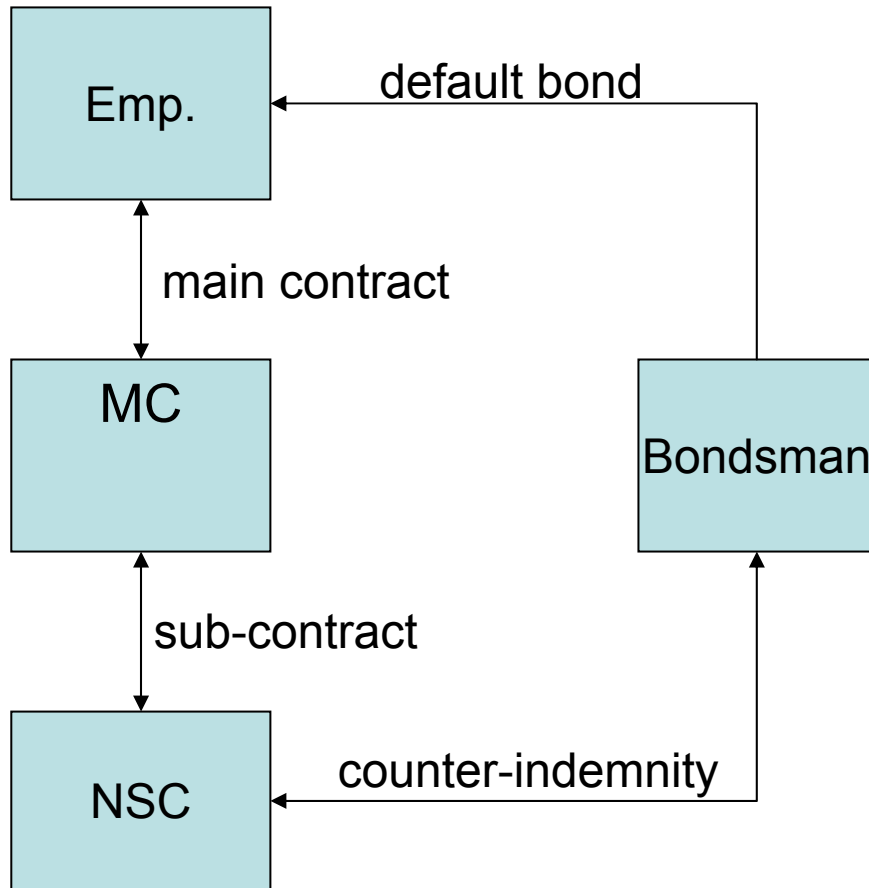 Emp.
default bond
main contract
MC
Bondsman
sub-contract
NSC
counter-indemnity